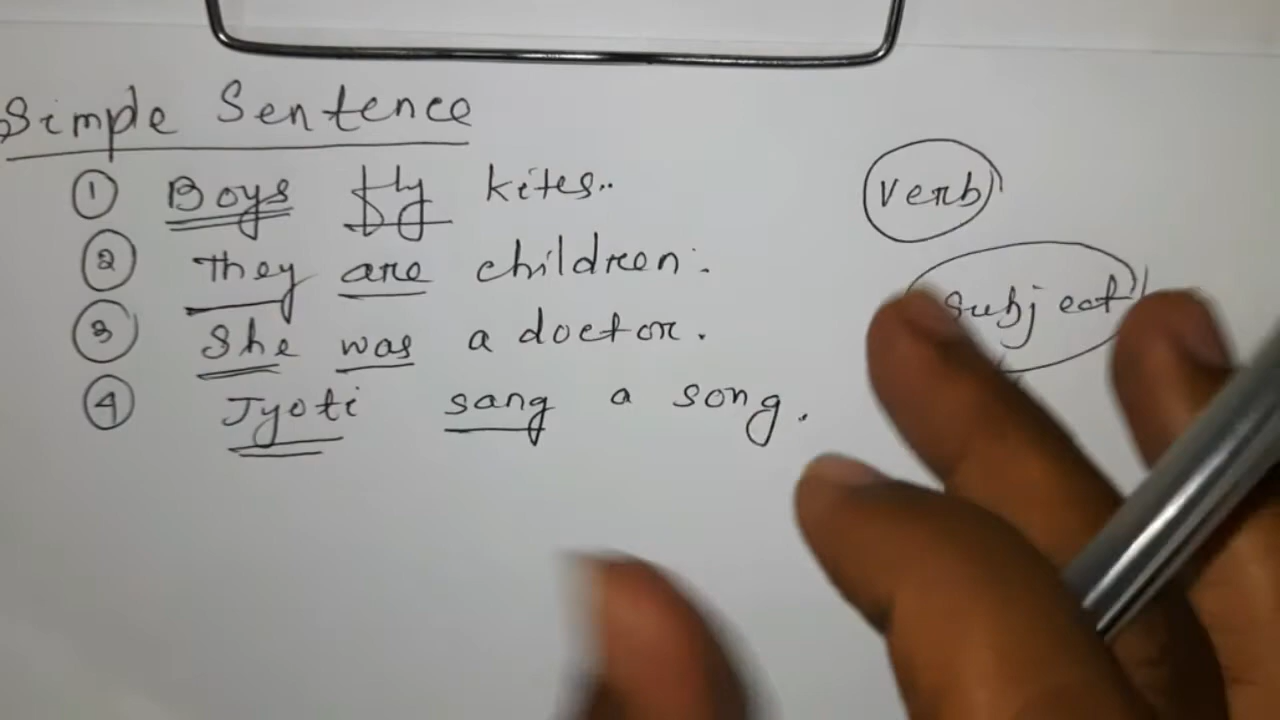 Simple Sentence
① Boys fly kites..
② They are children.
③ She was a doctor.
④ Jyoti sang a song.
Verb
Subject